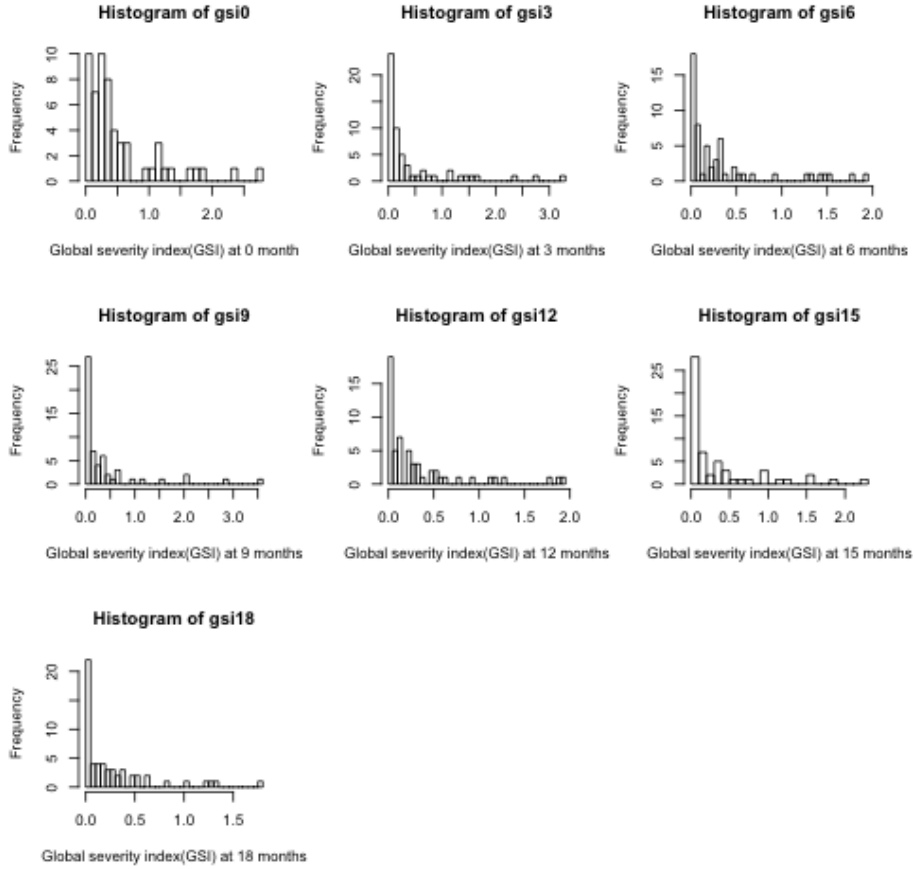 Histogram of gsi0
Frequency
0 2 4 6 8 10
0.0 1.0 2.0
Global severity index(GSI) at 0 month
Histogram of gsi3
Frequency
0 5 10 20
0.0 1.0 2.0 3.0
Global severity index(GSI) at 3 months
Histogram of gsi6
Frequency
0 5 10 15
0.0 0.5 1.0 1.5 2.0
Global severity index(GSI) at 6 months
Histogram of gsi9
Frequency
0 5 15 25
0.0 1.0 2.0 3.0
Global severity index(GSI) at 9 months
Histogram of gsi12
Frequency
0 5 10 15
0.0 0.5 1.0 1.5 2.0
Global severity index(GSI) at 12 months
Histogram of gsi15
Frequency
0 5 15 25
0.0 0.5 1.0 1.5 2.0
Global severity index(GSI) at 15 months
Histogram of gsi18
Frequency
0 5 10 20
0.0 0.5 1.0 1.5
Global severity index(GSI) at 18 months